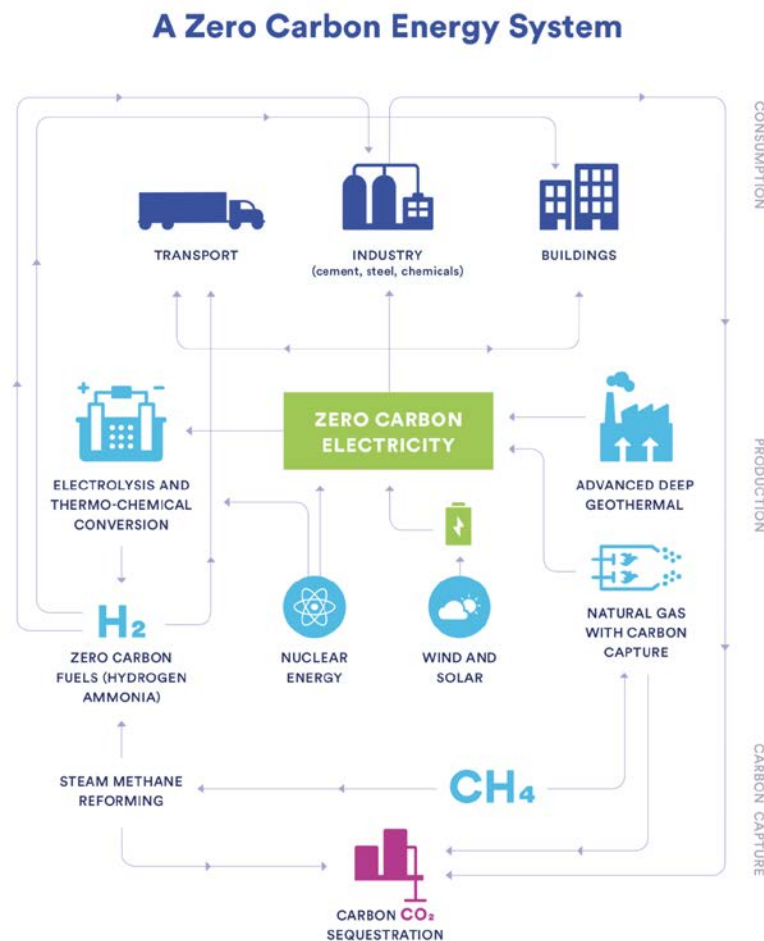 A Zero Carbon Energy System
CONSUMPTION
TRANSPORT
INDUSTRY
(cement, steel, chemicals)
BUILDINGS
+ −
ZERO CARBON
ELECTRICITY
ELECTROLYSIS AND
THERMO-CHEMICAL
CONVERSION
ADVANCED DEEP
GEOTHERMAL
PRODUCTION
H₂
ZERO CARBON
FUELS (HYDROGEN
AMMONIA)
NUCLEAR
ENERGY
WIND AND
SOLAR
NATURAL GAS
WITH CARBON
CAPTURE
STEAM METHANE
REFORMING
CH₄
CARBON CAPTURE
CARBON CO₂
SEQUESTRATION